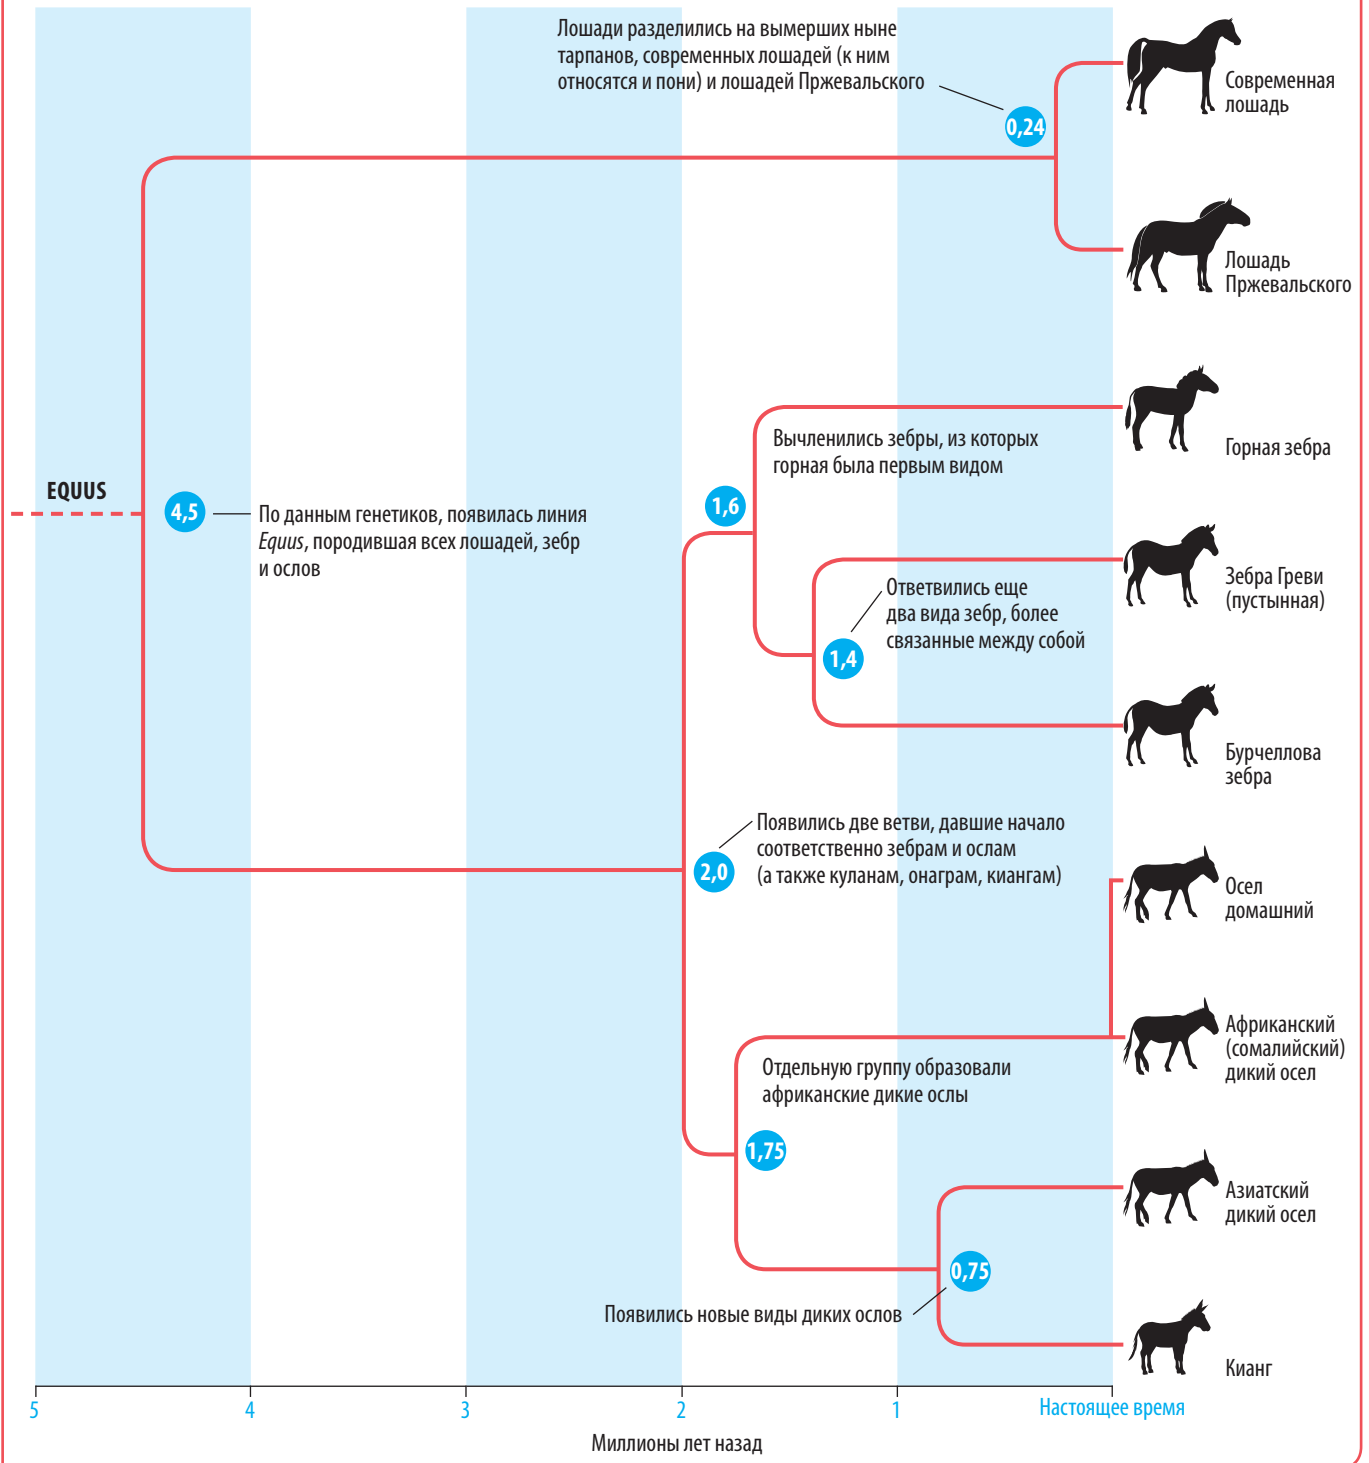 Лошади разделились на вымерших ныне
тарпанов, современных лошадей (к ним
относятся и пони) и лошадей Пржевальского
0,24
Современная
лошадь
Лошадь
Пржевальского
Вычленились зебры, из которых
горная была первым видом
Горная зебра
EQUUS
4,5
По данным генетиков, появилась линия
Equus, породившая всех лошадей, зебр
и ослов
1,6
Ответвились еще
два вида зебр, более
связанные между собой
1,4
Зебра Греви
(пустынная)
Бурчеллова
зебра
Появились две ветви, давшие начало
соответственно зебрам и ослам
(а также куланам, онаграм, киангам)
2,0
Осел
домашний
Африканский
(сомалийский)
дикий осел
Отдельную группу образовали
африканские дикие ослы
1,75
Азиатский
дикий осел
0,75
Появились новые виды диких ослов
Кианг
5 4 3 2 1 Настоящее время
Миллионы лет назад